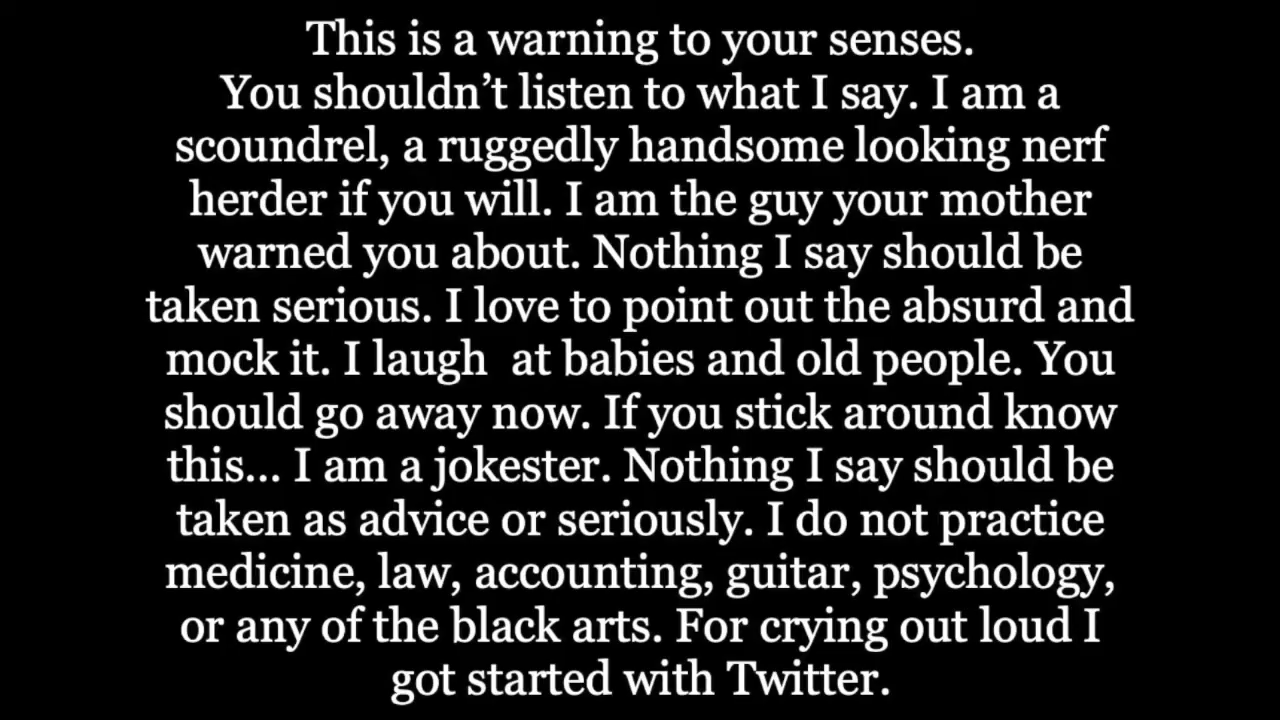 This is a warning to your senses.
You shouldn’t listen to what I say. I am a
scoundrel, a ruggedly handsome looking nerf
herder if you will. I am the guy your mother
warned you about. Nothing I say should be
taken serious. I love to point out the absurd and
mock it. I laugh  at babies and old people. You
should go away now. If you stick around know
this... I am a jokester. Nothing I say should be
taken as advice or seriously. I do not practice
medicine, law, accounting, guitar, psychology,
or any of the black arts. For crying out loud I
got started with Twitter.